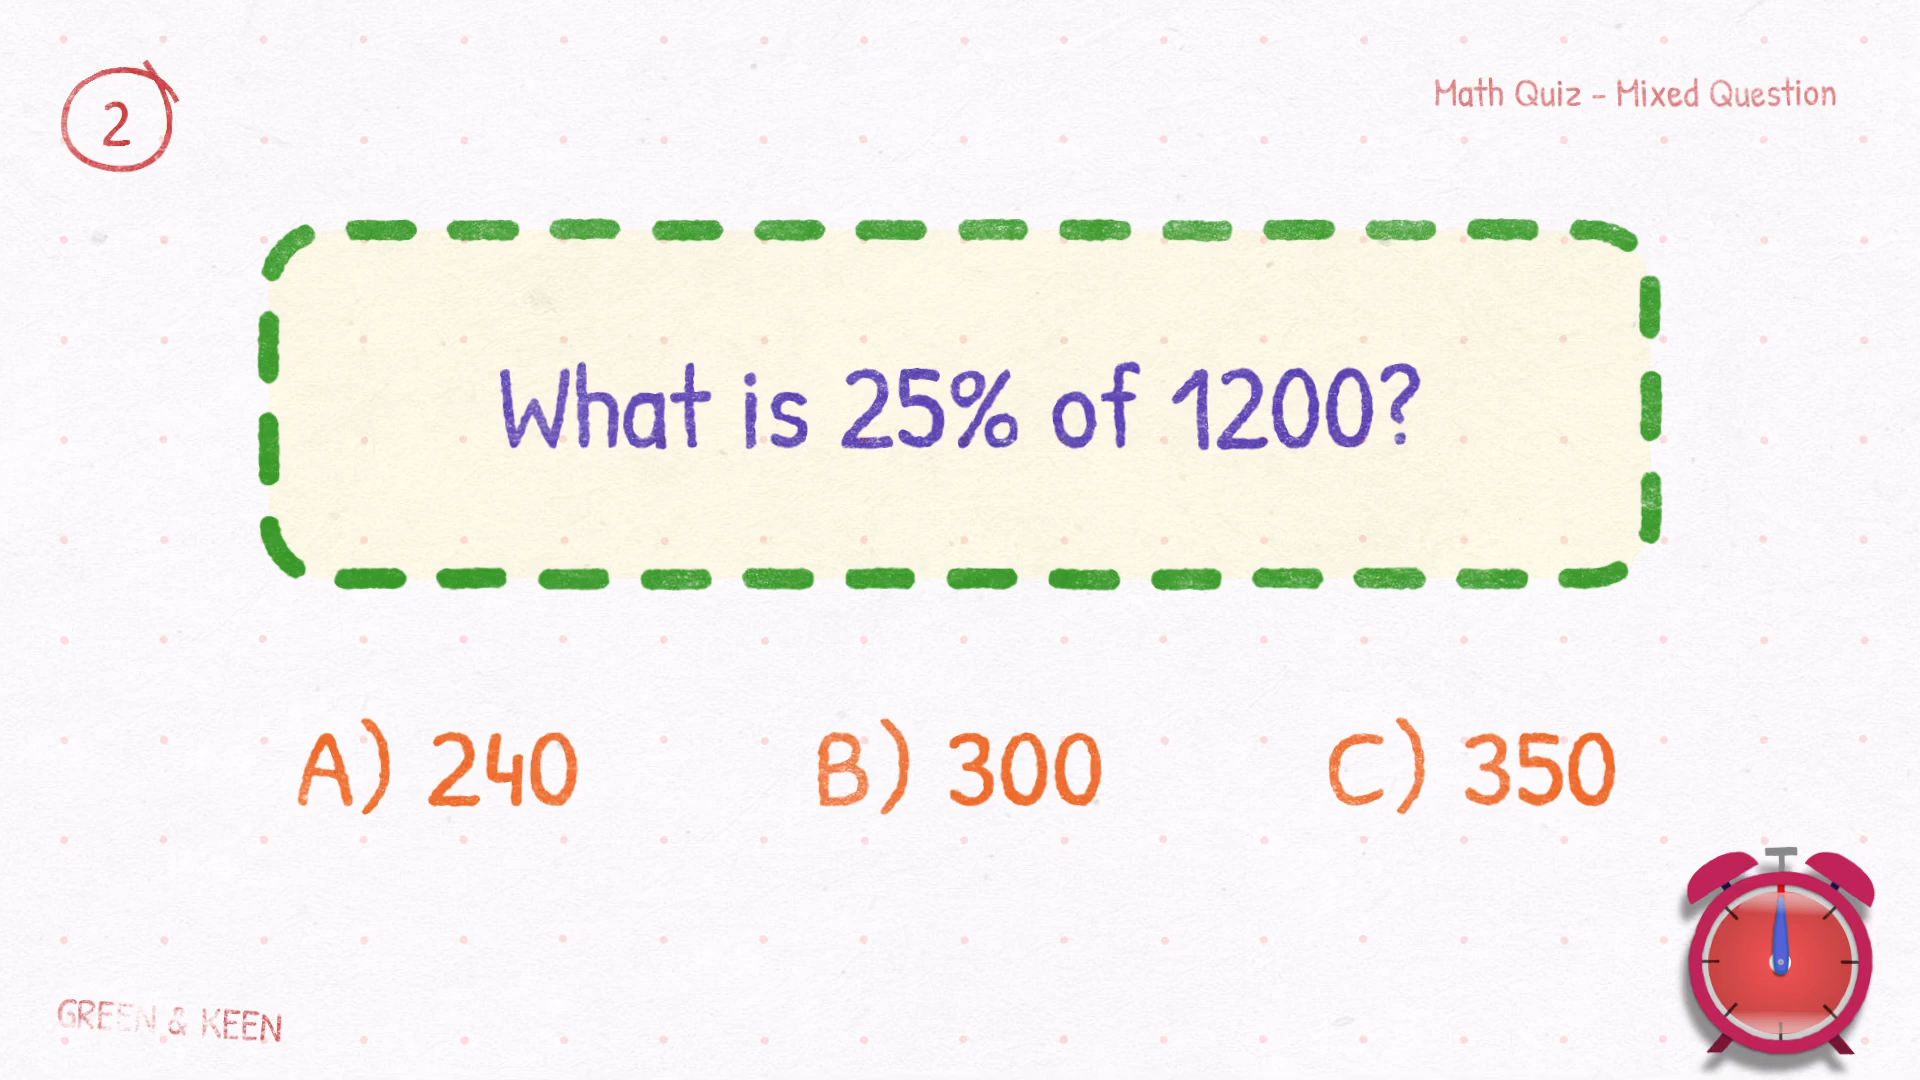 2
Math Quiz - Mixed Question
What is 25% of 1200?
A) 240
B) 300
C) 350
GREEN & KEEN